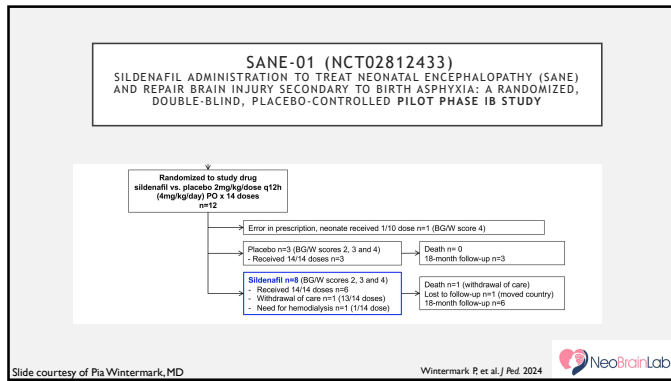 SANE-01 (NCT02812433)
SILDENAFIL ADMINISTRATION TO TREAT NEONATAL ENCEPHALOPATHY (SANE)
AND REPAIR BRAIN INJURY SECONDARY TO BIRTH ASPHYXIA: A RANDOMIZED,
DOUBLE-BLIND, PLACEBO-CONTROLLED PILOT PHASE IB STUDY
Randomized to study drug
sildenafil vs. placebo 2mg/kg/dose q12h
(4mg/kg/day) PO x 14 doses
n=12
Error in prescription, neonate received 1/10 dose n=1 (BG/W score 4)
Placebo n=3 (BG/W scores 2, 3 and 4)
- Received 14/14 doses n=3
Death n= 0
18-month follow-up n=3
Sildenafil n=8 (BG/W scores 2, 3 and 4)
- Received 14/14 doses n=6
- Withdrawal of care n=1 (13/14 doses)
- Need for hemodialysis n=1 (1/14 dose)
Death n=1 (withdrawal of care)
Lost to follow-up n=1 (moved country)
18-month follow-up n=6
Slide courtesy of Pia Wintermark, MD
Wintermark P, et al. J Ped. 2024
NeoBrainLab